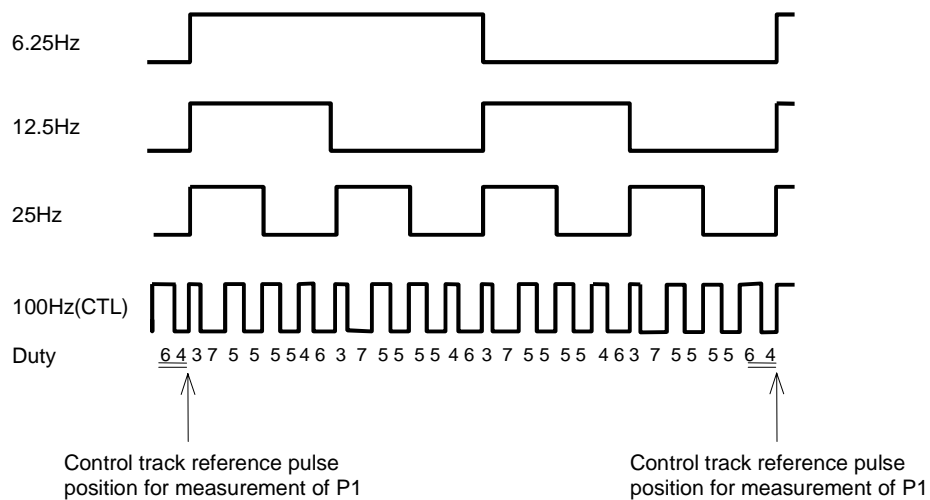 6.25Hz
12.5Hz
25Hz
100Hz(CTL)
Duty 6 4 3 7 5 5 5 5 4 6 3 7 5 5 5 5 4 6 3 7 5 5 5 5 4 6 3 7 5 5 5 5 6 4
Control track reference pulse
position for measurement of P1
Control track reference pulse
position for measurement of P1